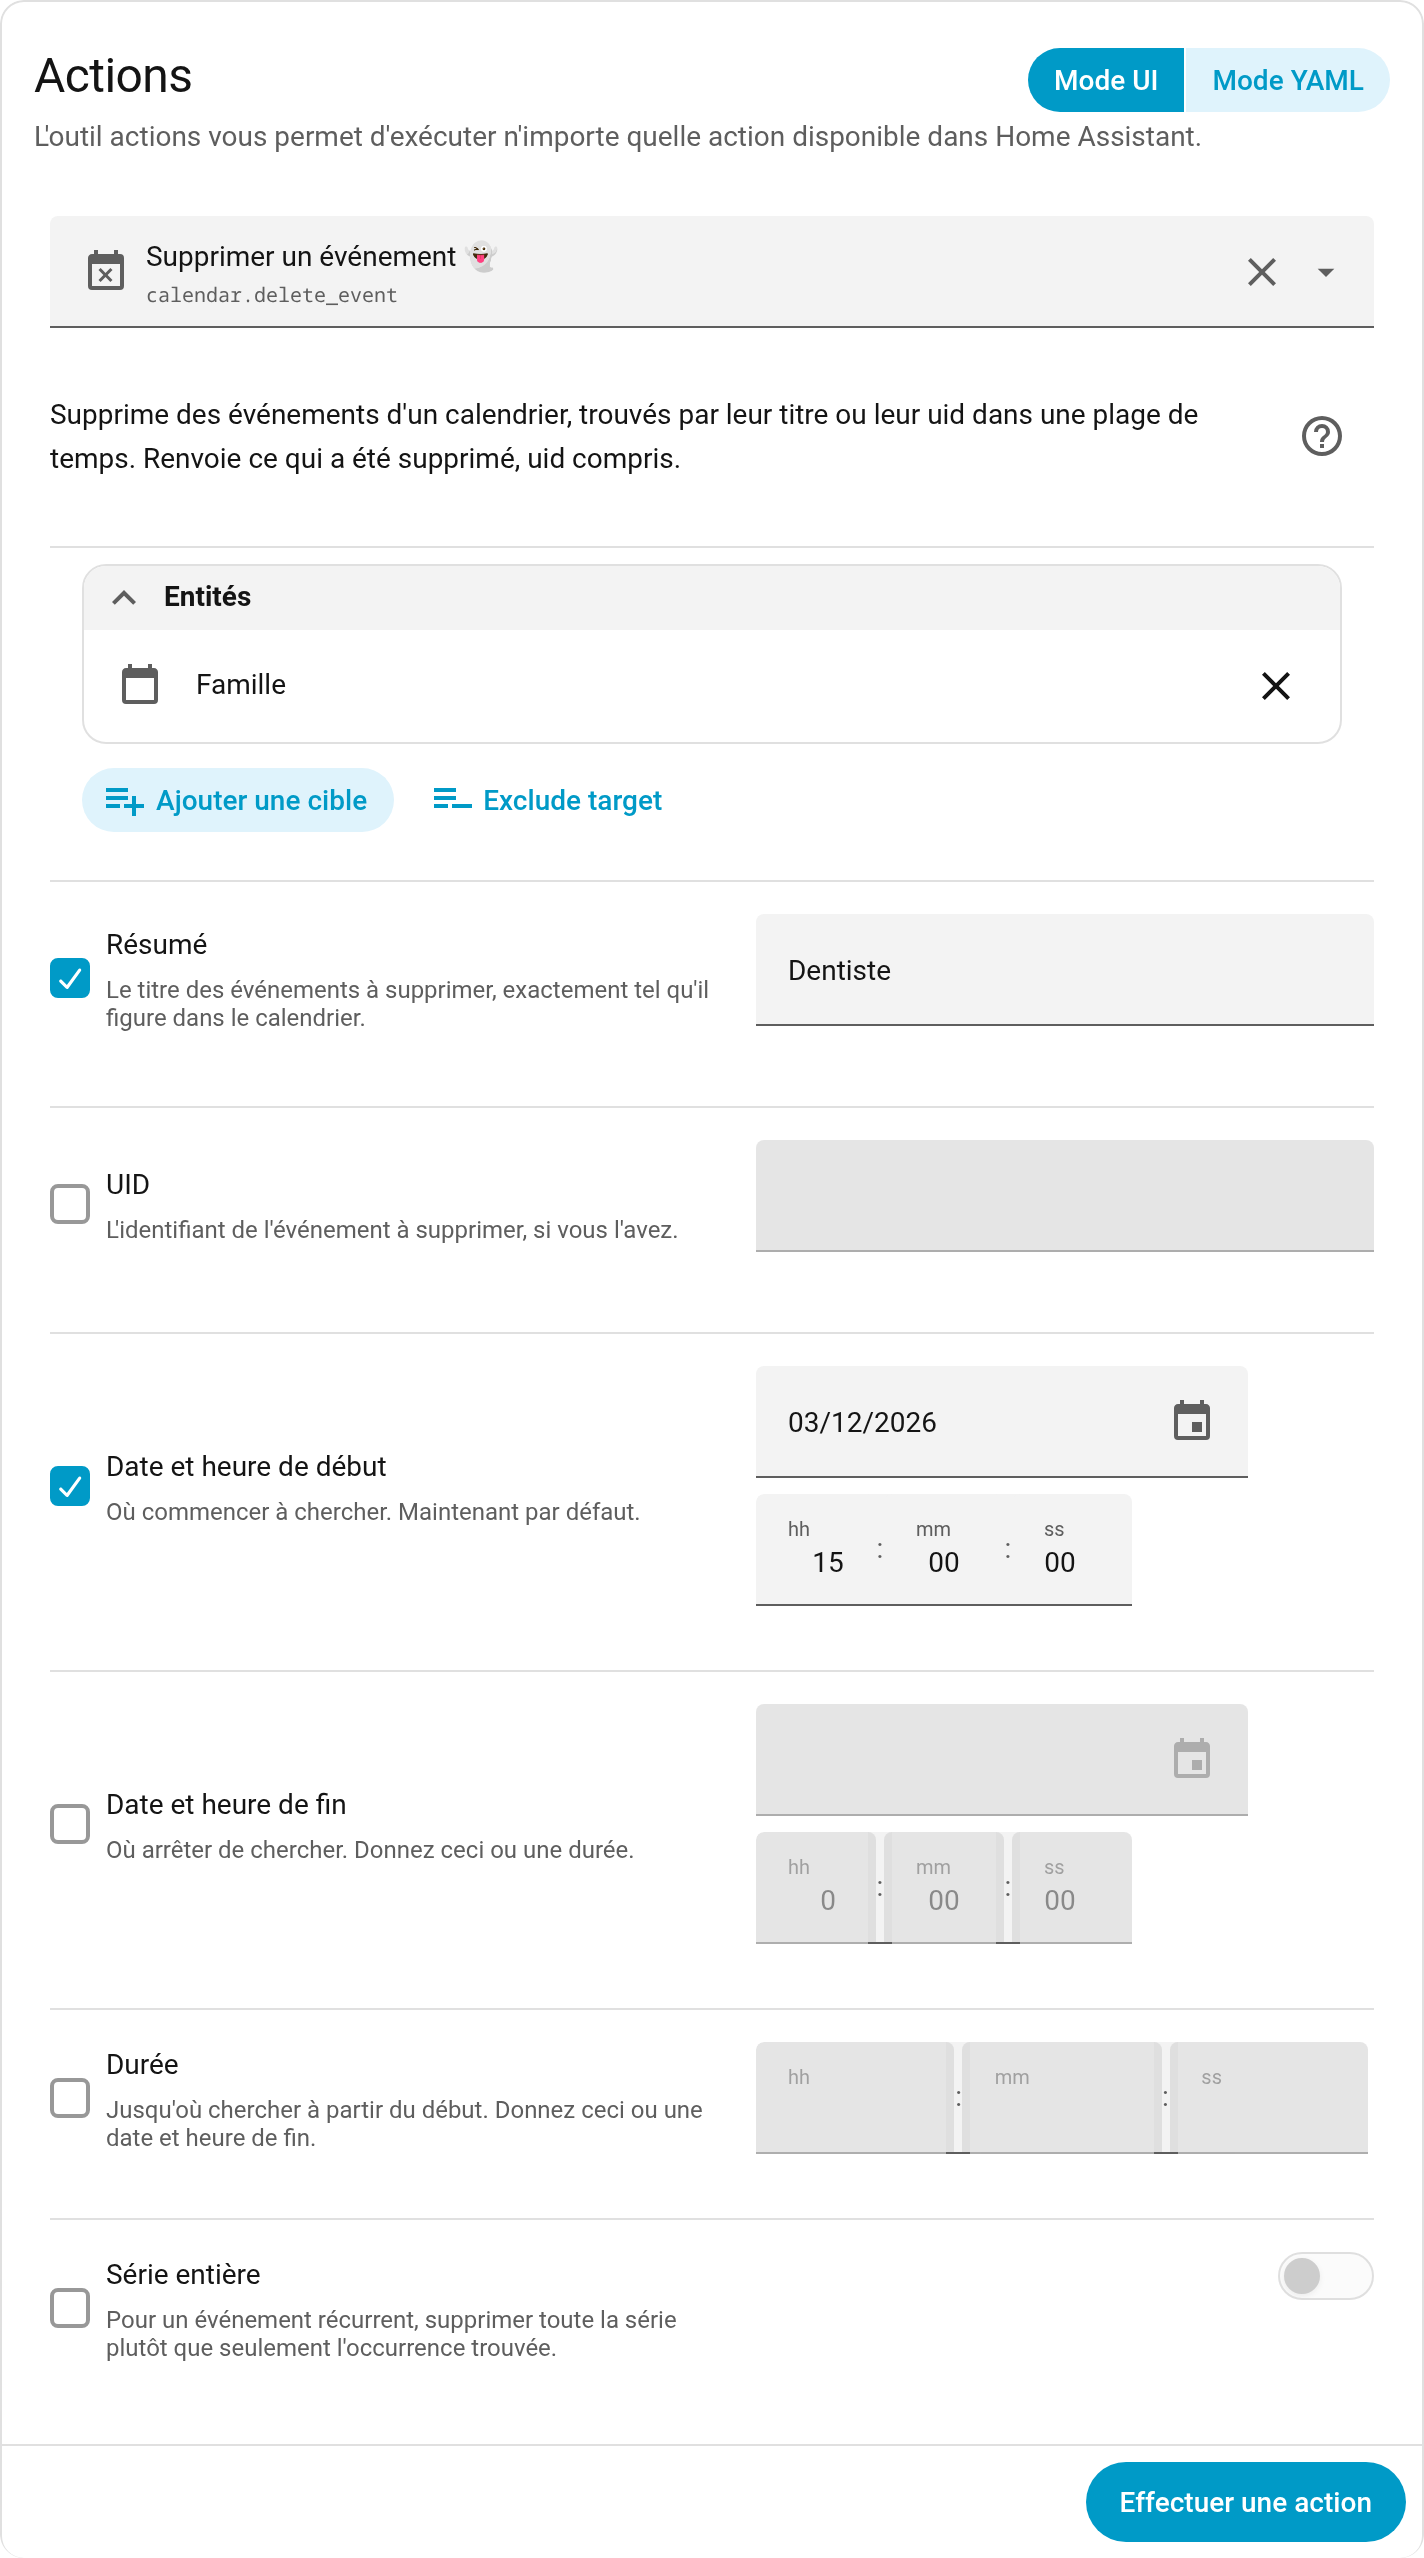 Actions
Mode UI
Mode YAML
L'outil actions vous permet d'exécuter n'importe quelle action disponible dans Home Assistant.
Supprimer un événement 👻
calendar.delete_event
Supprime des événements d'un calendrier, trouvés par leur titre ou leur uid dans une plage de
temps. Renvoie ce qui a été supprimé, uid compris.
Entités
Famille
Ajouter une cible
Exclude target
Résumé
Le titre des événements à supprimer, exactement tel qu'il
figure dans le calendrier.
Dentiste
UID
L'identifiant de l'événement à supprimer, si vous l'avez.
Date et heure de début
Où commencer à chercher. Maintenant par défaut.
03/12/2026
hh : mm : ss
15 00 00
Date et heure de fin
Où arrêter de chercher. Donnez ceci ou une durée.
hh : mm : ss
0 00 00
Durée
Jusqu'où chercher à partir du début. Donnez ceci ou une
date et heure de fin.
hh : mm : ss
Série entière
Pour un événement récurrent, supprimer toute la série
plutôt que seulement l'occurrence trouvée.
Effectuer une action